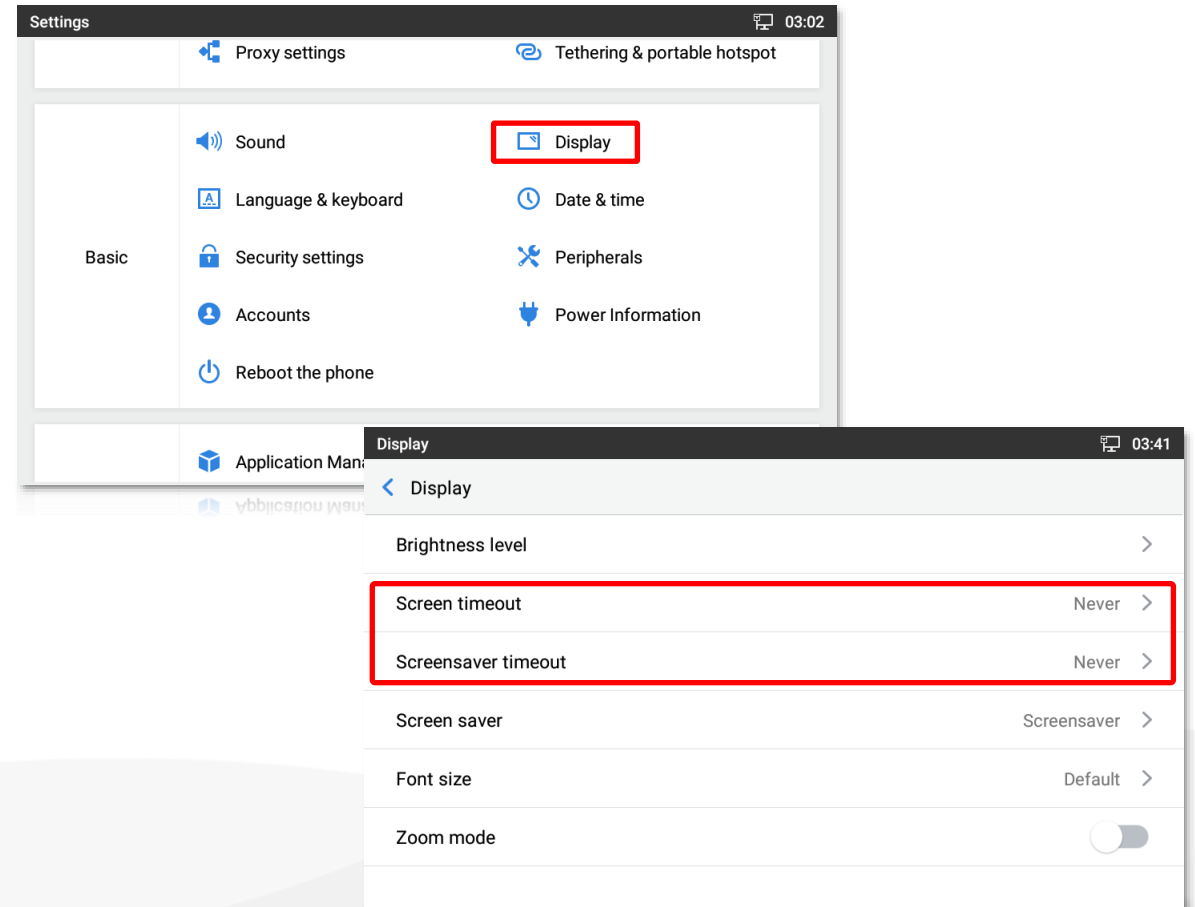 Settings 03:02
Proxy settings Tethering & portable hotspot
Sound Display
Language & keyboard Date & time
Basic Security settings Peripherals
Accounts Power Information
Reboot the phone
Application Mana
Display 03:41
Display
Brightness level
Screen timeout Never
Screensaver timeout Never
Screen saver Screensaver
Font size Default
Zoom mode